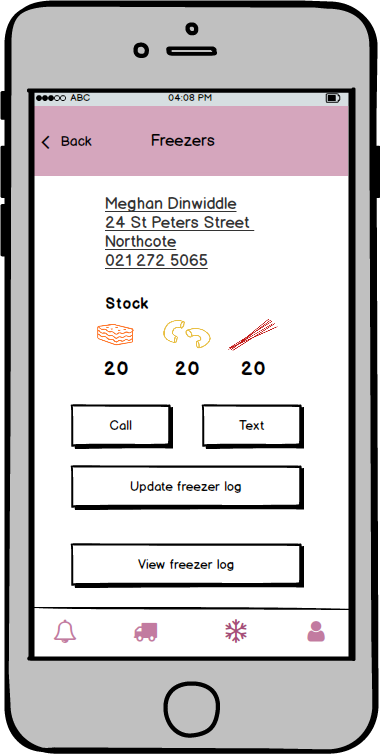 ABC 04:08 PM
Back Freezers
Meghan Dinwiddle
24 St Peters Street
Northcote
021 272 5065
Stock
20 20 20
Call Text
Update freezer log
View freezer log